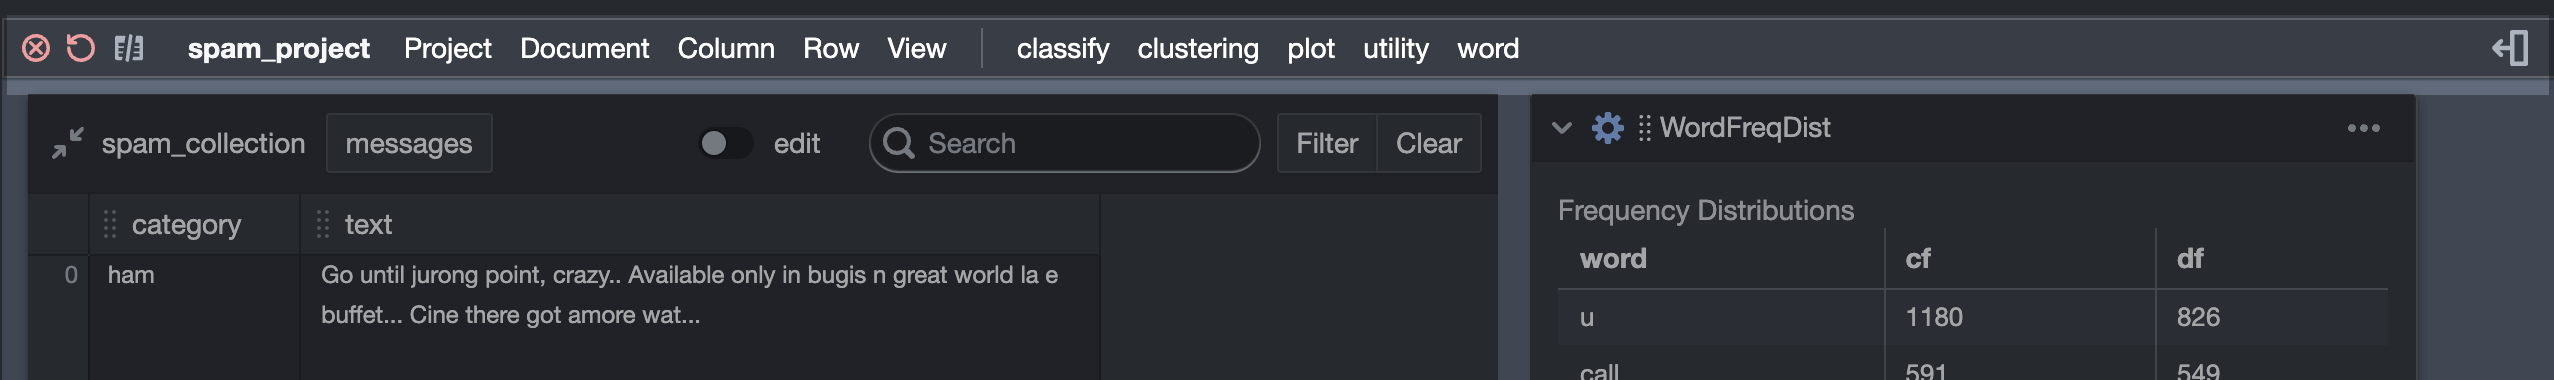 spam_project Project Document Column Row View classify clustering plot utility word
spam_collection messages edit Search Filter Clear
category text
0 ham Go until jurong point, crazy.. Available only in bugis n great world la e
buffet... Cine there got amore wat...
WordFreqDist
Frequency Distributions
word cf df
u 1180 826
call 591 549